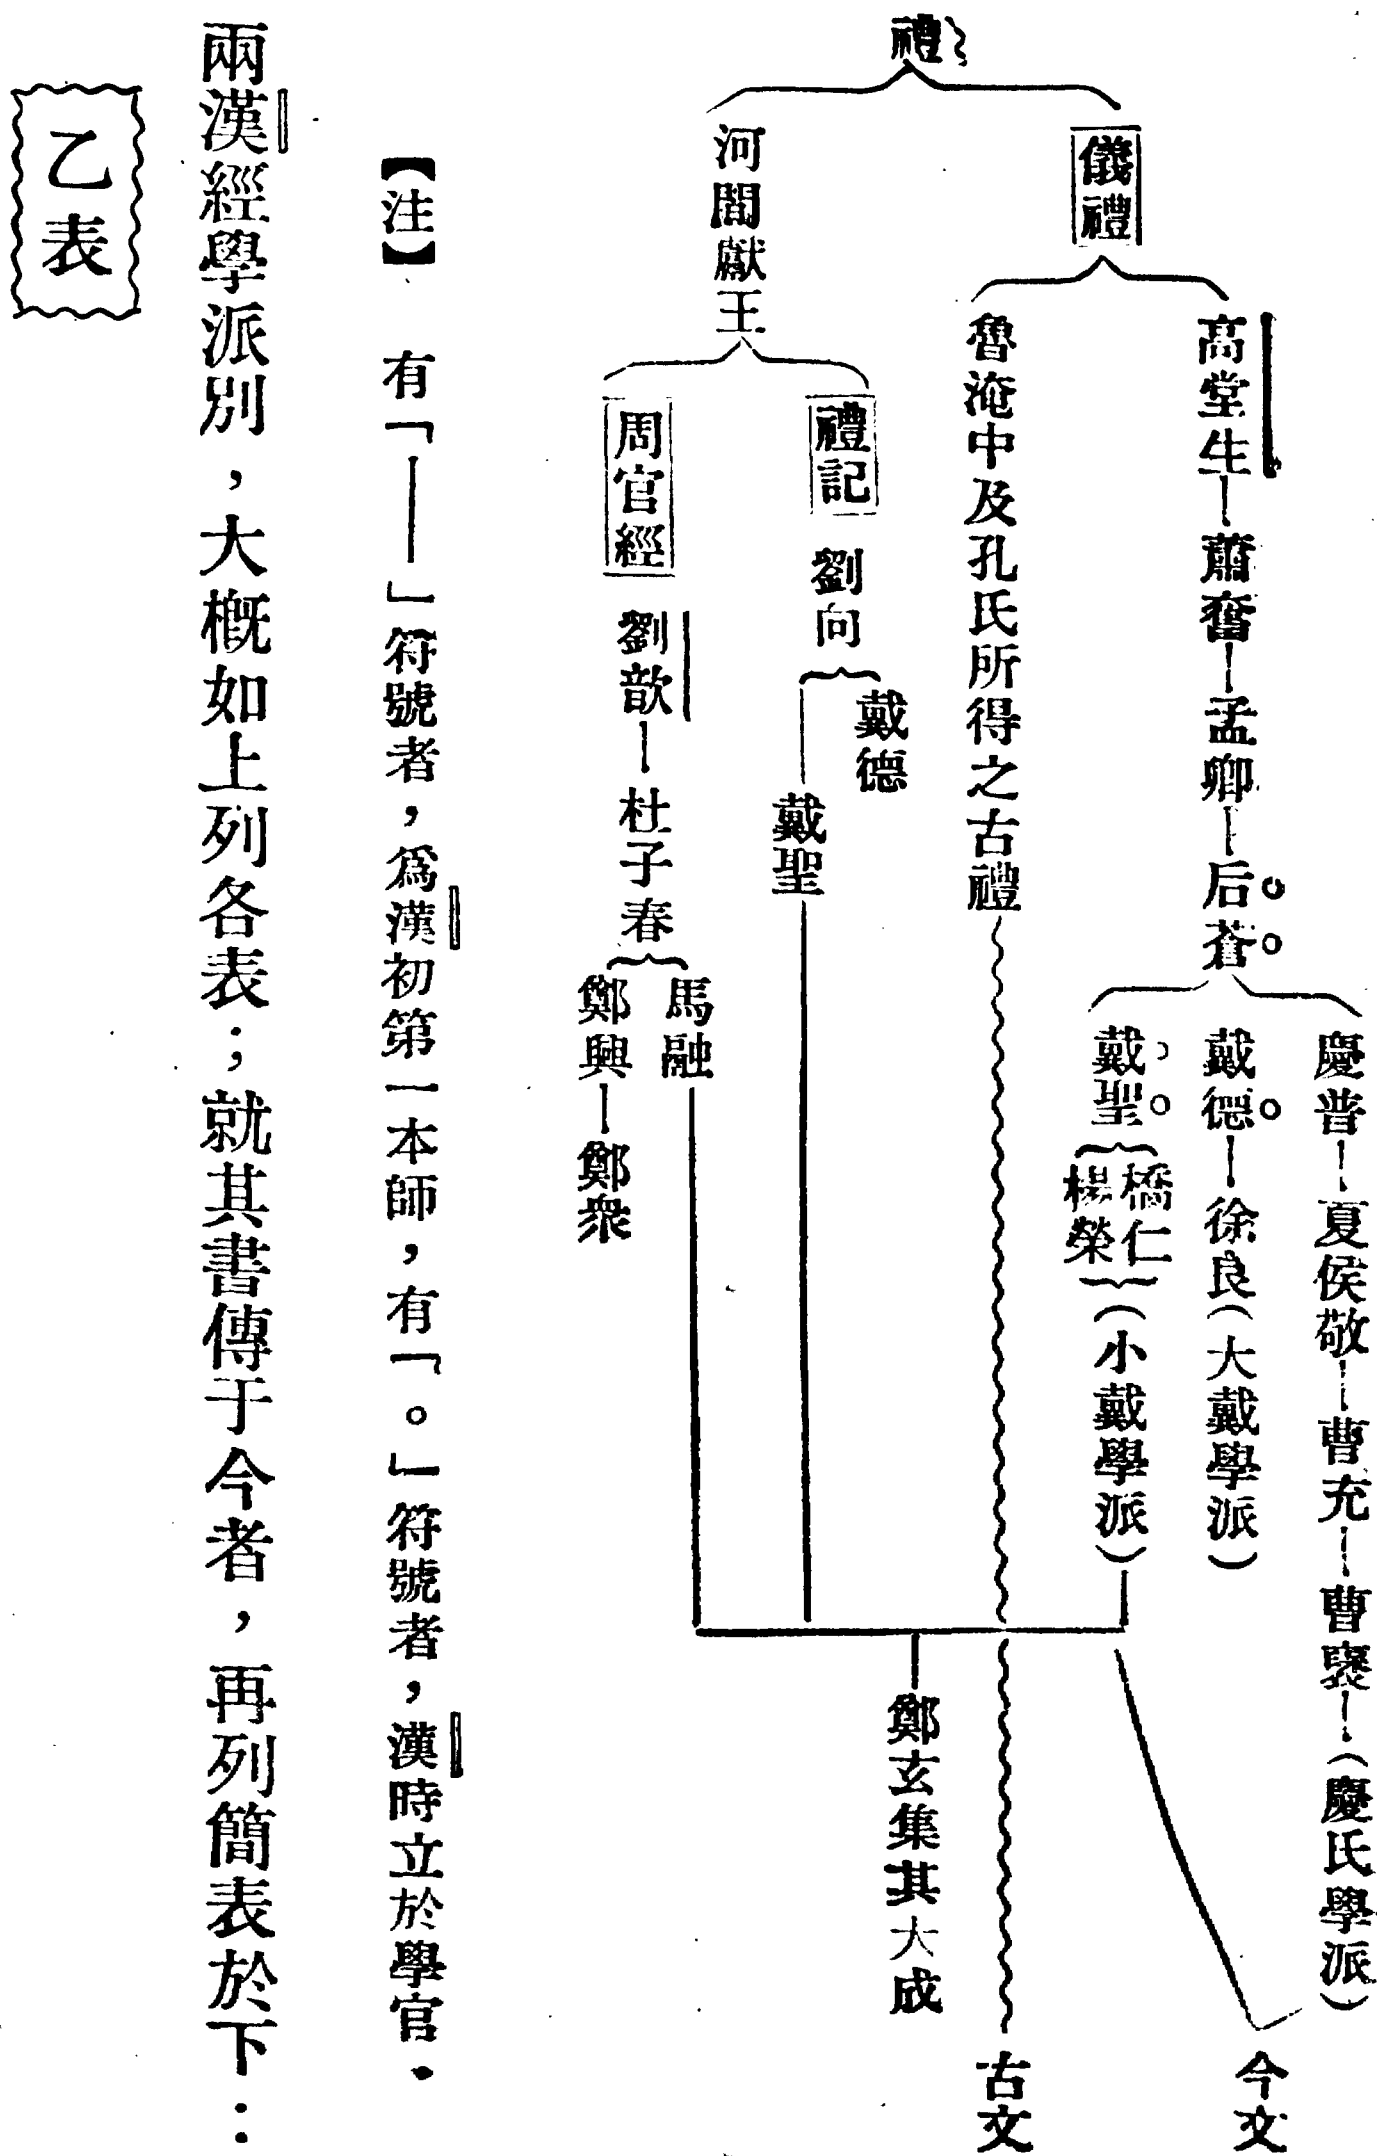 禮
儀禮
高堂生—蕭奮—孟卿—后蒼
慶普—夏侯敬—曹充—曹褒—(慶氏學派)
戴德—徐良(大戴學派)
戴聖
橋仁
楊榮
(小戴學派)
今文
魯淹中及孔氏所得之古禮
古文
河間獻王
禮記
劉向
戴德
戴聖
周官經
劉歆—杜子春
馬融
鄭興—鄭衆
鄭玄集其大成
【注】 有「——」符號者,爲漢初第一本師,有「。」符號者,漢時立於學官.
兩漢經學派別,大概如上列各表;就其書傳于今者,再列簡表於下:
乙表